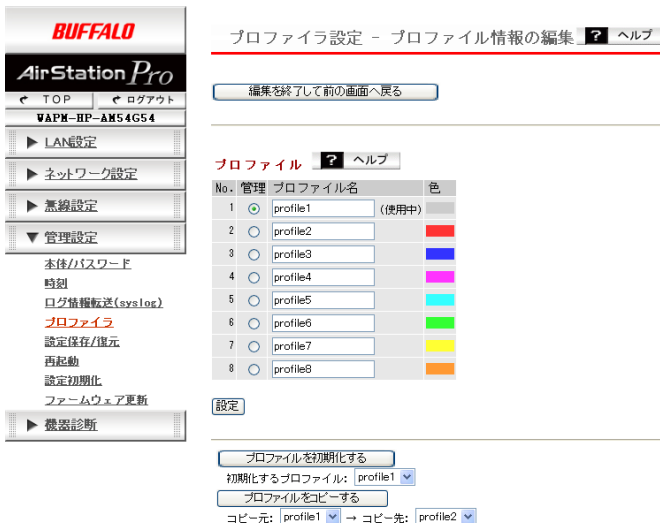 BUFFALO
AirStation Pro
TOP ログアウト
WAPM-HP-AM54G54
▶ LAN設定
▶ ネットワーク設定
▶ 無線設定
▼ 管理設定
本体/パスワード
時刻
ログ情報転送(syslog)
プロファイラ
設定保存/復元
再起動
設定初期化
ファームウェア更新
▶ 機器診断
プロファイラ設定 - プロファイル情報の編集 ? ヘルプ
編集を終了して前の画面へ戻る
プロファイル ? ヘルプ
No. 管理 プロファイル名 色
1 profile1 (使用中)
2 profile2
3 profile3
4 profile4
5 profile5
6 profile6
7 profile7
8 profile8
設定
プロファイルを初期化する
初期化するプロファイル: profile1
プロファイルをコピーする
コピー元: profile1 → コピー先: profile2